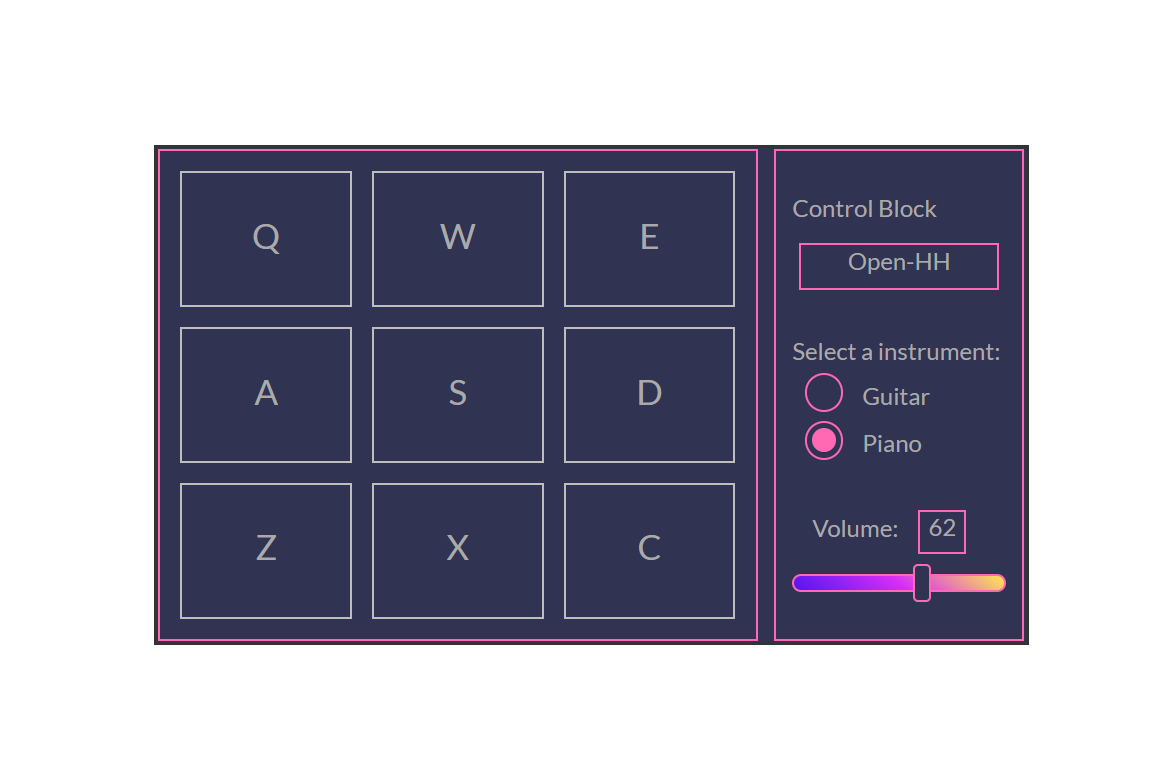 Q W E
A S D
Z X C
Control Block
Open-HH
Select a instrument:
Guitar
Piano
Volume: 62